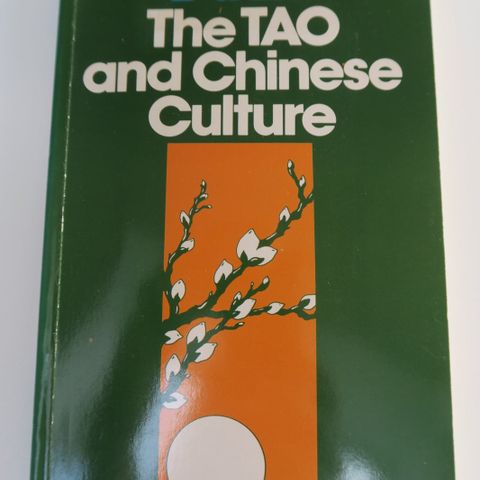 The TAO
and Chinese
Culture